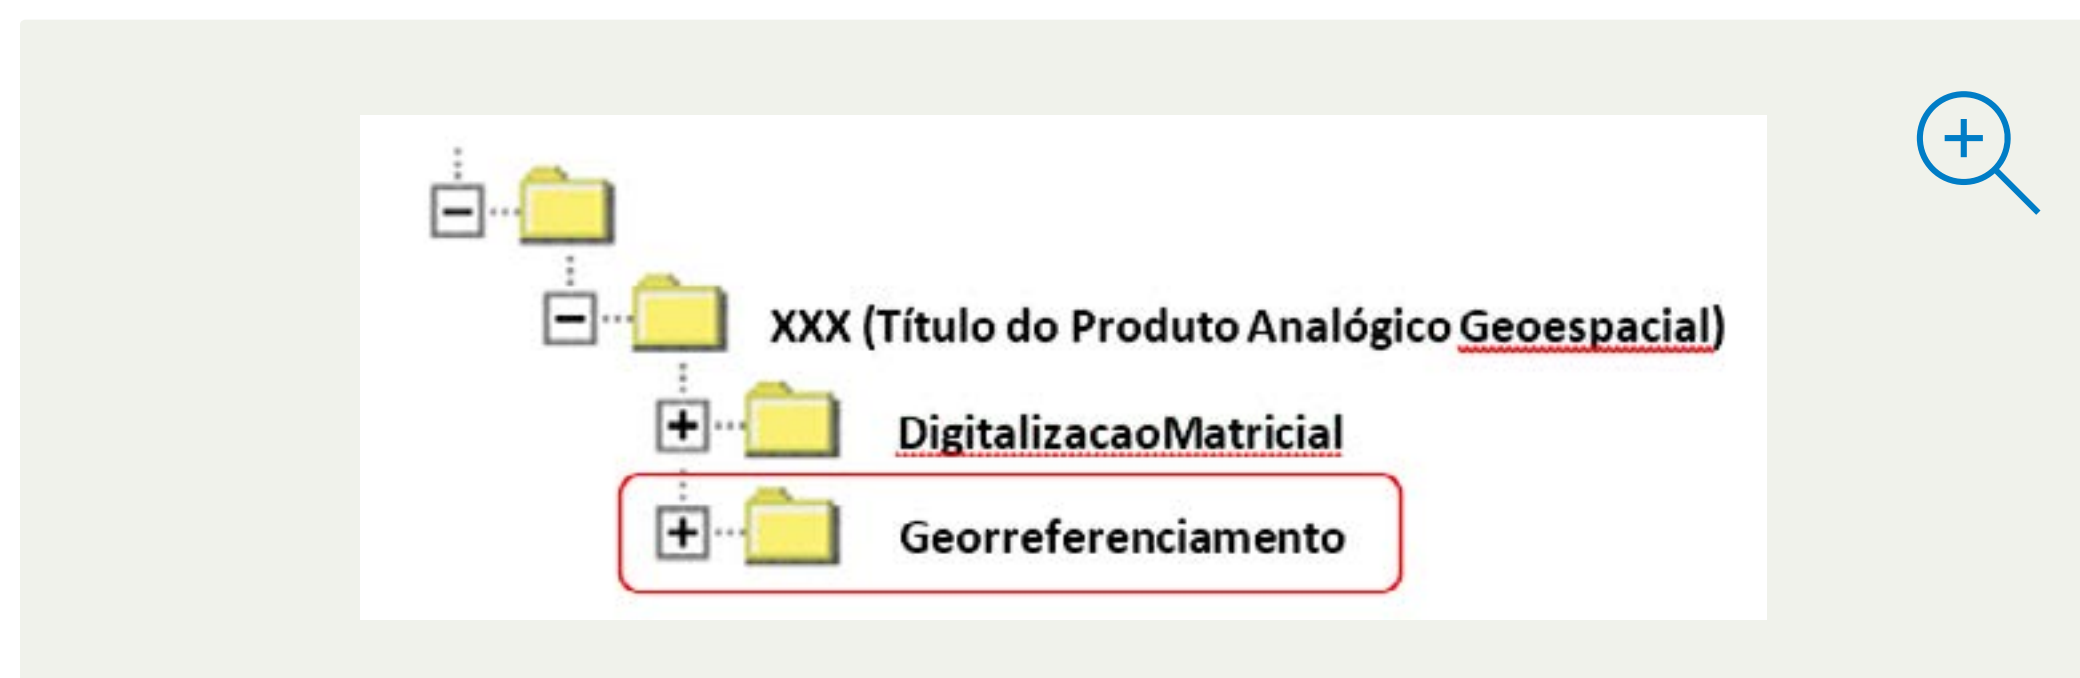 XXX (Título do Produto Analógico Geoespacial)
DigitalizacaoMatricial
Georreferenciamento